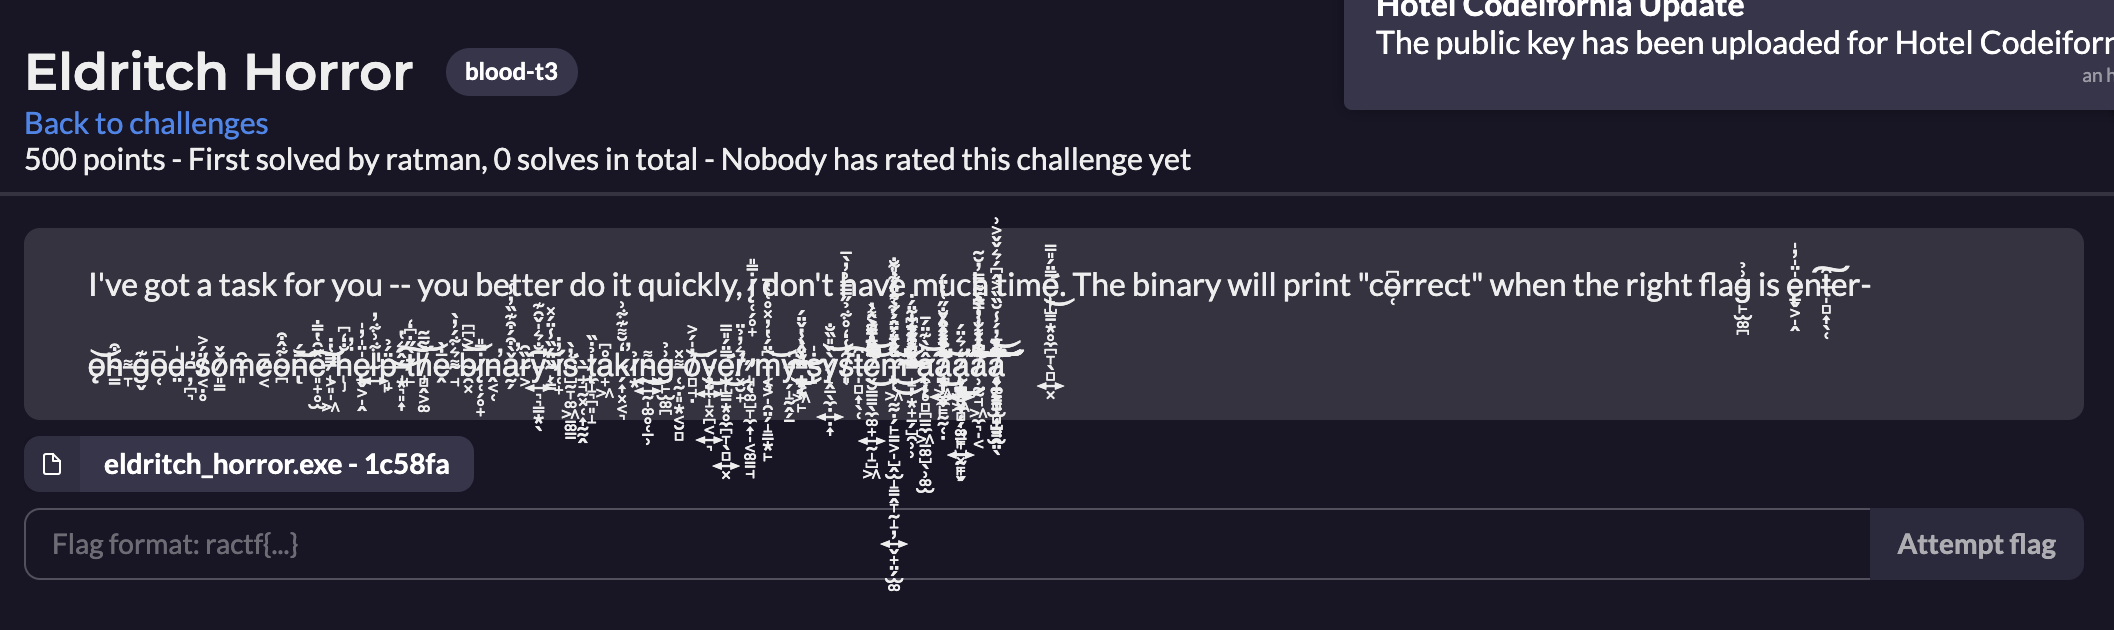 Hotel Codeifornia Update
The public key has been uploaded for Hotel Codeiforn
an h
Eldritch Horror
blood-t3
Back to challenges
500 points - First solved by ratman, 0 solves in total - Nobody has rated this challenge yet
I've got a task for you -- you better do it quickly, i don't have much time. The binary will print "correct" when the right flag is enter-
oh god someone help the binary is taking over my system aaaaa
eldritch_horror.exe - 1c58fa
Flag format: ractf{...}
Attempt flag